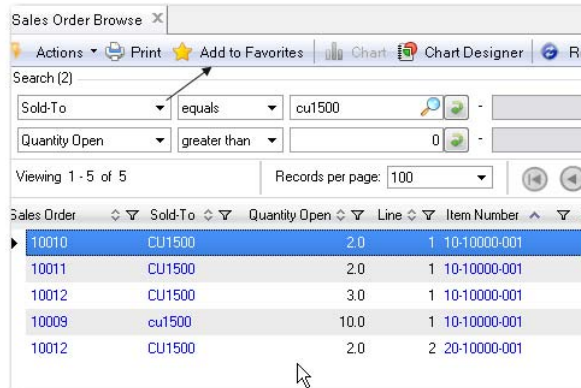 Sales Order Browse X
Actions Print Add to Favorites Chart Chart Designer
Search (2)
Sold-To equals cu1500 -
Quantity Open greater than 0 -
Viewing 1 - 5 of 5 Records per page: 100
Sales Order Sold-To Quantity Open Line Item Number
10010 CU1500 2.0 1 10-10000-001
10011 CU1500 2.0 1 10-10000-001
10012 CU1500 3.0 1 10-10000-001
10009 cu1500 10.0 1 10-10000-001
10012 CU1500 2.0 2 20-10000-001